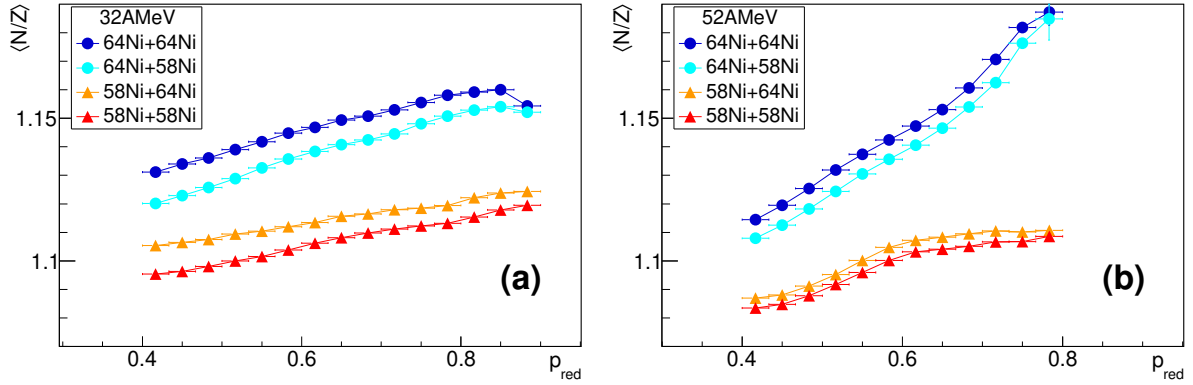 ⟨N/Z⟩
32AMeV
64Ni+64Ni
64Ni+58Ni
58Ni+64Ni
58Ni+58Ni
1.15
1.1
(a)
0.4 0.6 0.8
p_red
⟨N/Z⟩
52AMeV
64Ni+64Ni
64Ni+58Ni
58Ni+64Ni
58Ni+58Ni
1.15
1.1
(b)
0.4 0.6 0.8
p_red